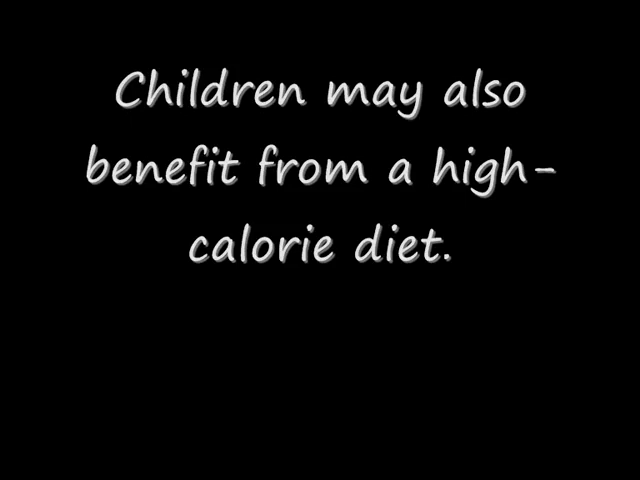 Children may also
benefit from a high-
calorie diet.